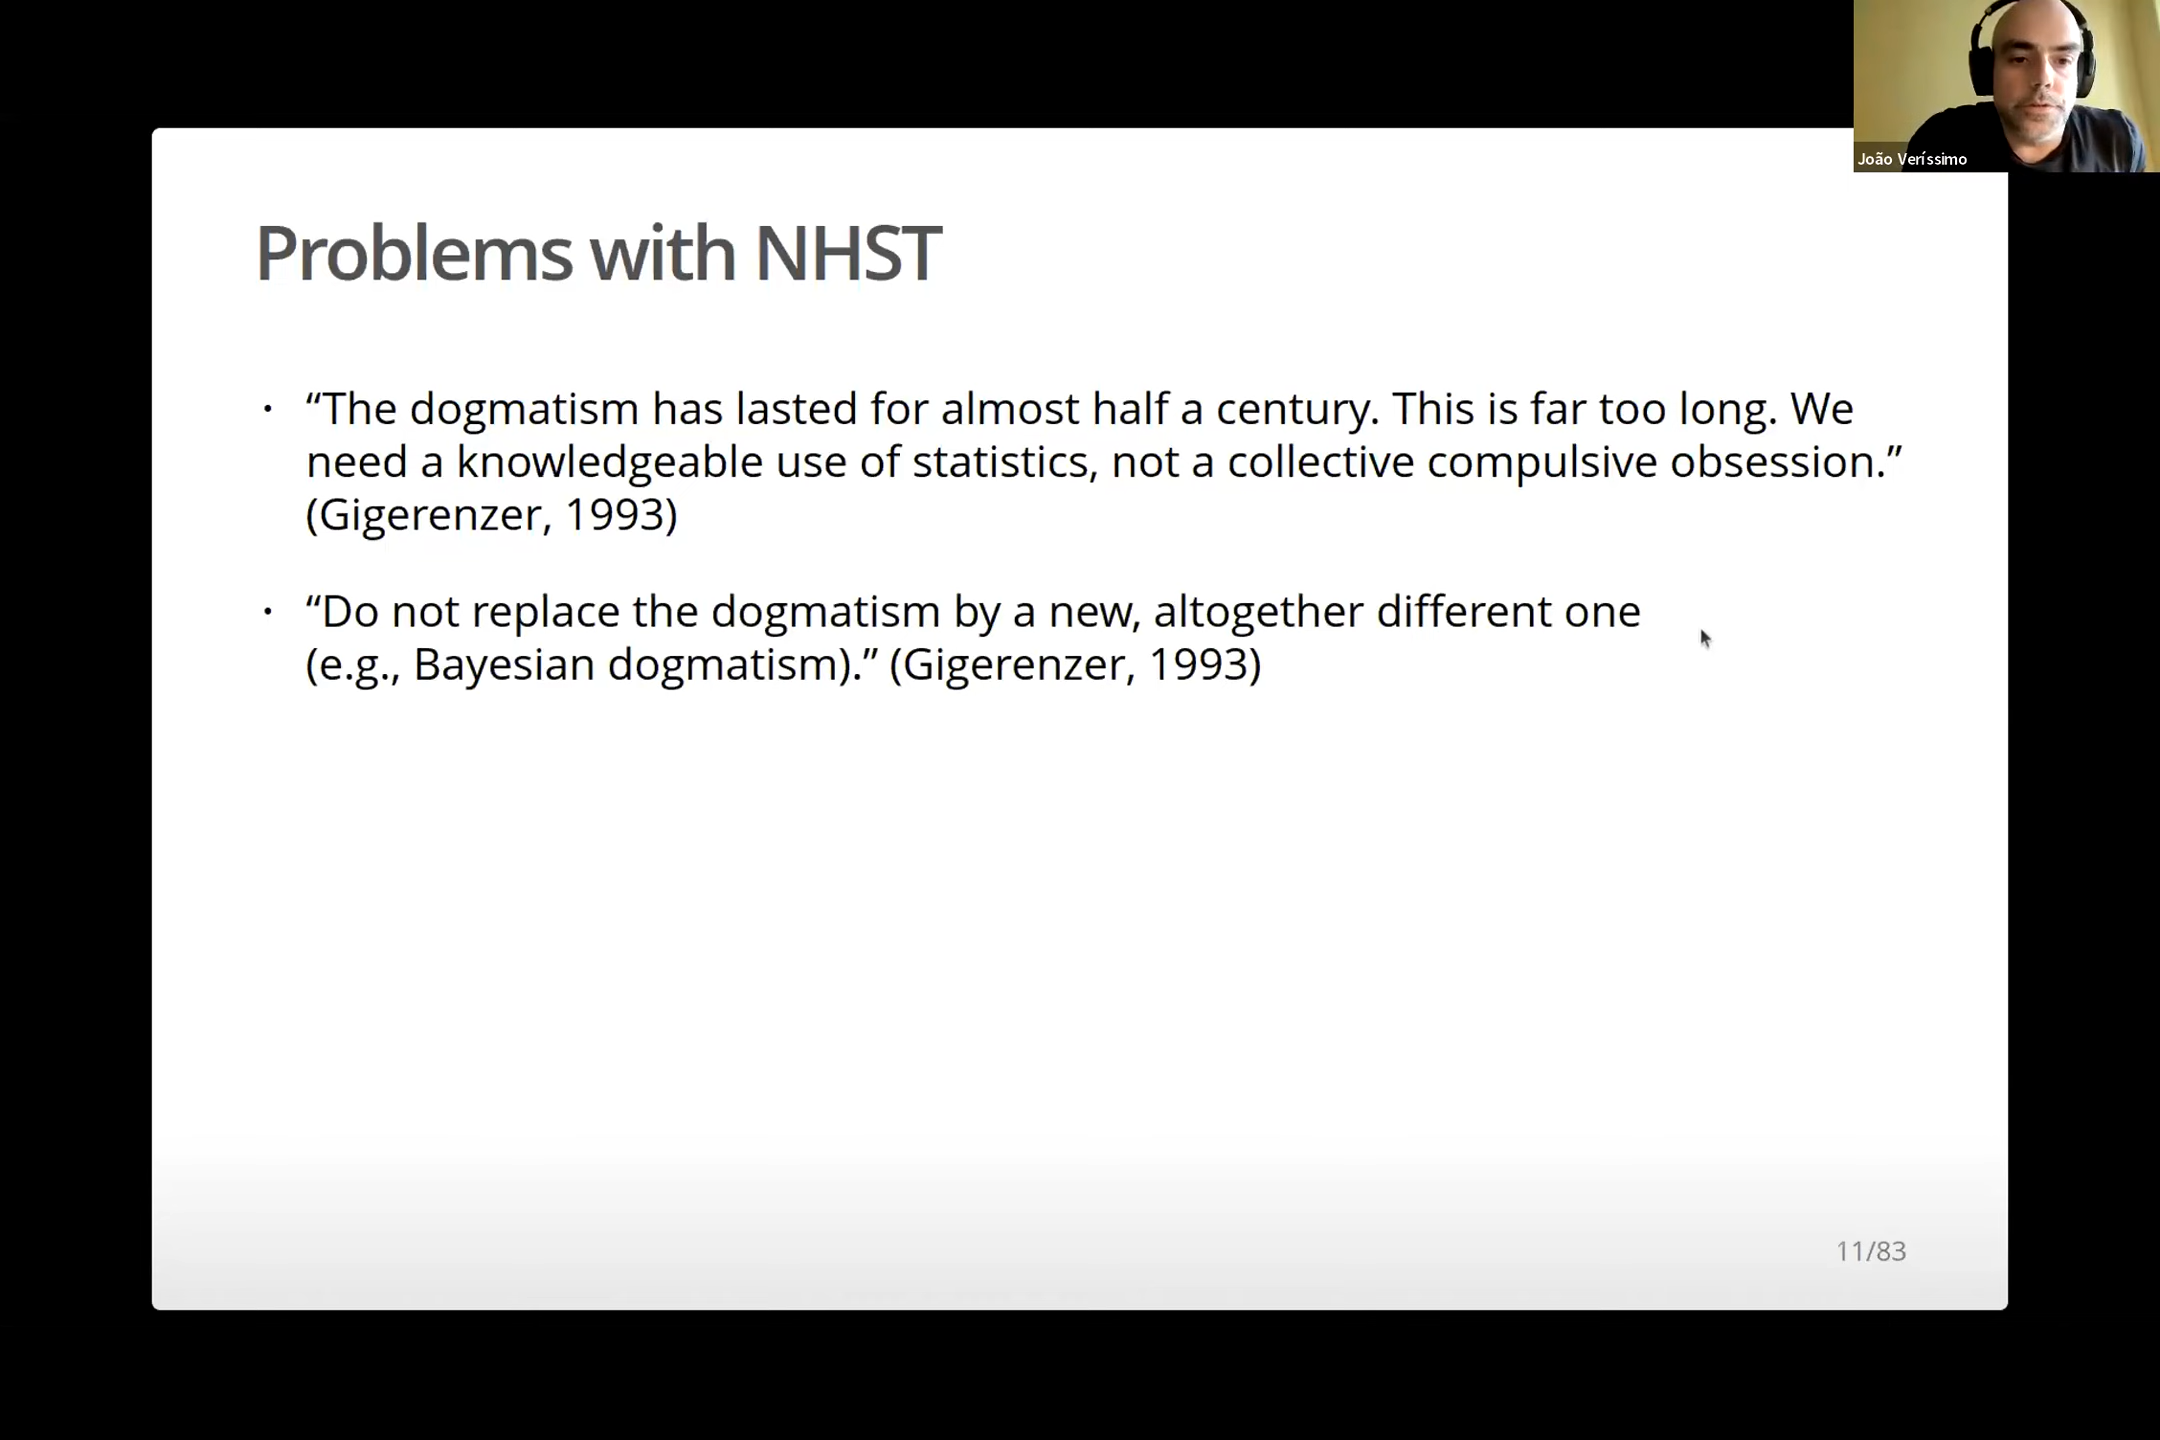 João Veríssimo
Problems with NHST
• “The dogmatism has lasted for almost half a century. This is far too long. We
need a knowledgeable use of statistics, not a collective compulsive obsession.”
(Gigerenzer, 1993)
• “Do not replace the dogmatism by a new, altogether different one
(e.g., Bayesian dogmatism).” (Gigerenzer, 1993)
11/83